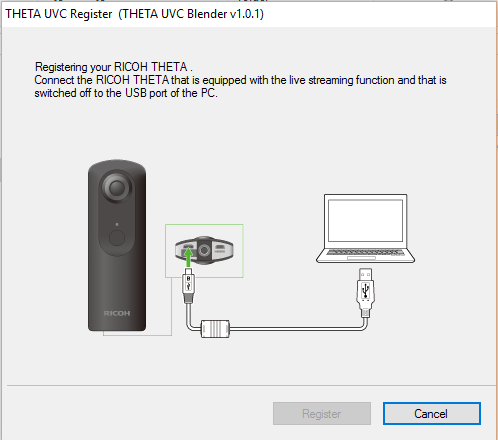 THETA UVC Register (THETA UVC Blender v1.0.1)
Registering your RICOH THETA .
Connect the RICOH THETA that is equipped with the live streaming function and that is
switched off to the USB port of the PC.
RICOH
Register
Cancel